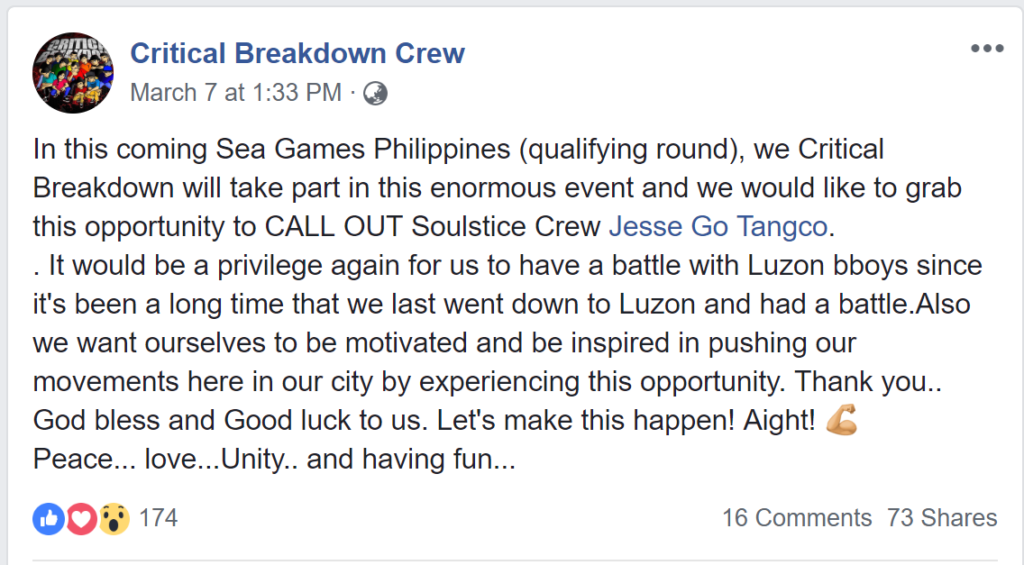 Critical Breakdown Crew
March 7 at 1:33 PM ·
In this coming Sea Games Philippines (qualifying round), we Critical
Breakdown will take part in this enormous event and we would like to grab
this opportunity to CALL OUT Soulstice Crew Jesse Go Tangco.
. It would be a privilege again for us to have a battle with Luzon bboys since
it's been a long time that we last went down to Luzon and had a battle.Also
we want ourselves to be motivated and be inspired in pushing our
movements here in our city by experiencing this opportunity. Thank you..
God bless and Good luck to us. Let's make this happen! Aight! 💪🏼
Peace... love...Unity.. and having fun...
174 16 Comments 73 Shares